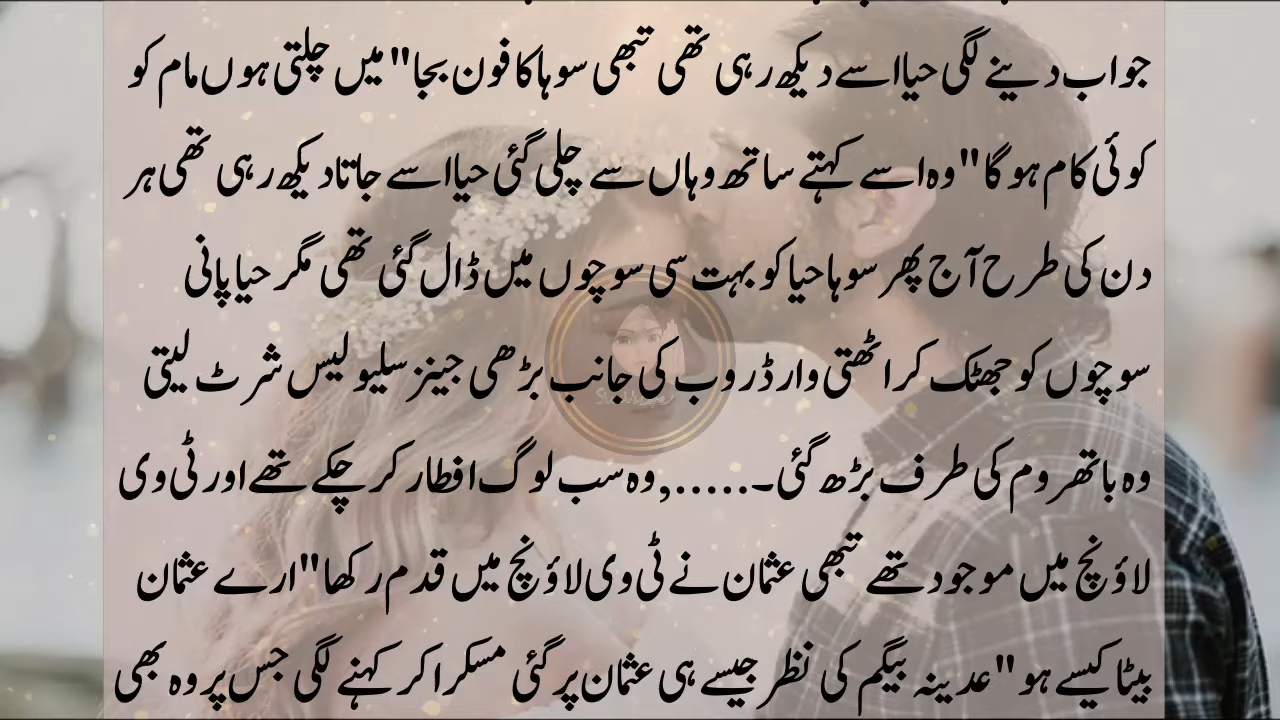 جواب دینے لگی حیا اسے دیکھ رہی تھی تبھی سوہا کا فون بجا" میں چلتی ہوں مام کو
کوئی کام ہو گا" وہ اسے کہتے ساتھ وہاں سے چلی گئی حیا اسے جاتا دیکھ رہی تھی ہر
دن کی طرح آج پھر سوہا حیا کو بہت سی سوچوں میں ڈال گئی تھی مگر حیا پانی
سوچوں کو جھٹک کر اٹھتی وارڈروب کی جانب بڑھی جینز سلیولیس شرٹ لیتی
وہ باتھروم کی طرف بڑھ گئی۔.....,وہ سب لوگ افطار کر چکے تھے اور ٹی وی
لاؤنچ میں موجود تھے تبھی عثمان نے ٹی وی لاؤنچ میں قدم رکھا"ارے عثمان
بیٹا کیسے ہو "عدینہ بیگم کی نظر جیسے ہی عثمان پر گئی مسکرا کر کہنے لگی جس پر وہ بھی